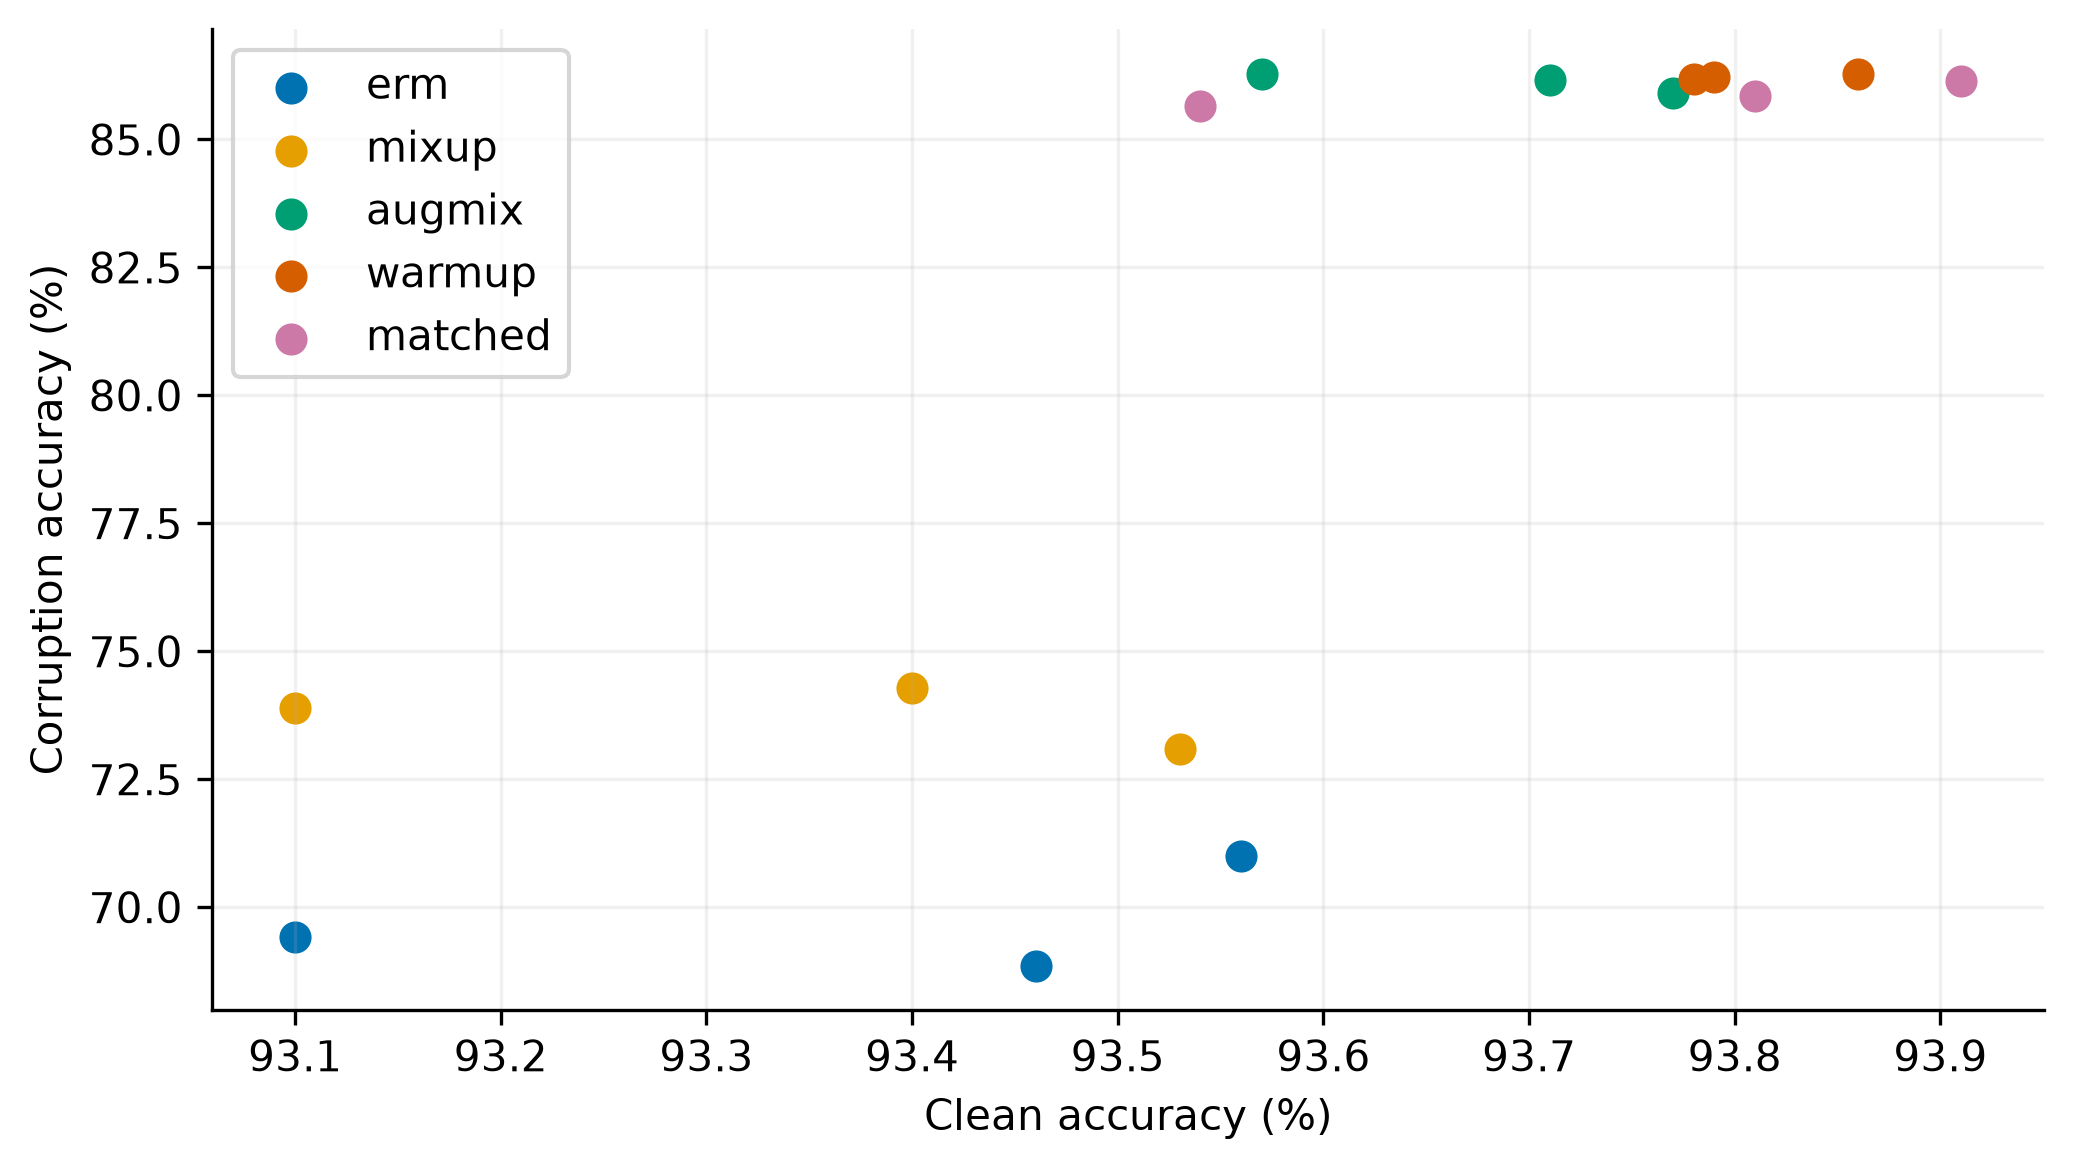 erm
mixup
augmix
warmup
matched
85.0
82.5
80.0
77.5
75.0
72.5
70.0
Corruption accuracy (%)
93.1 93.2 93.3 93.4 93.5 93.6 93.7 93.8 93.9
Clean accuracy (%)